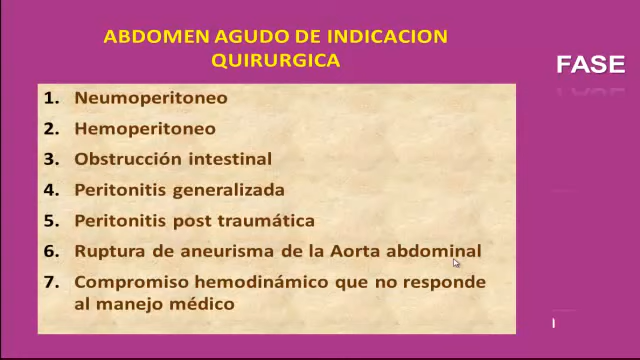 ABDOMEN AGUDO DE INDICACION
QUIRURGICA
FASE
1. Neumoperitoneo
2. Hemoperitoneo
3. Obstrucción intestinal
4. Peritonitis generalizada
5. Peritonitis post traumática
6. Ruptura de aneurisma de la Aorta abdominal
7. Compromiso hemodinámico que no responde
al manejo médico